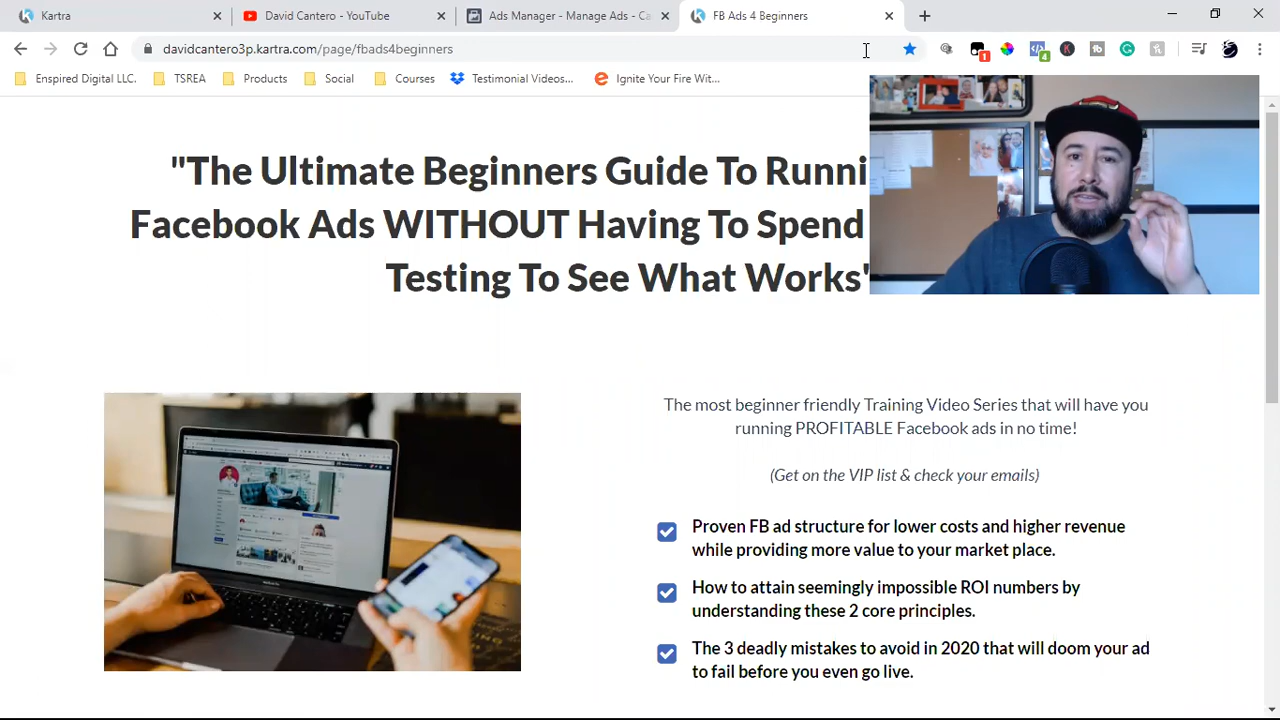 Kartra
David Cantero - YouTube
Ads Manager - Manage Ads - Ca
FB Ads 4 Beginners
davidcantero3p.kartra.com/page/fbads4beginners
Enspired Digital LLC.
TSREA
Products
Social
Courses
Testimonial Videos...
Ignite Your Fire Wit...
1
4
"The Ultimate Beginners Guide To Runni
Facebook Ads WITHOUT Having To Spend
Testing To See What Works"
The most beginner friendly Training Video Series that will have you
running PROFITABLE Facebook ads in no time!
(Get on the VIP list & check your emails)
Proven FB ad structure for lower costs and higher revenue
while providing more value to your market place.
How to attain seemingly impossible ROI numbers by
understanding these 2 core principles.
The 3 deadly mistakes to avoid in 2020 that will doom your ad
to fail before you even go live.